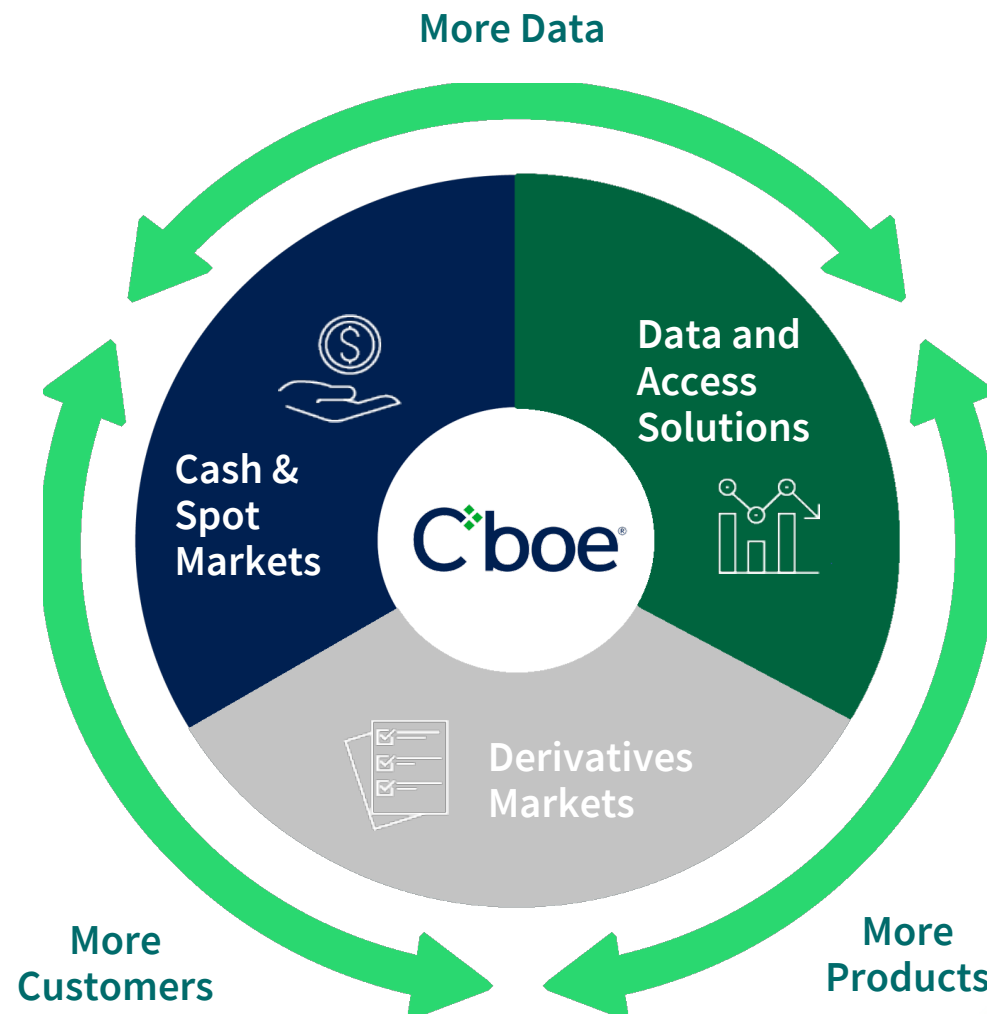 More Data
Data and
Access
Solutions
Cash &
Spot
Markets
Cboe®
Derivatives
Markets
More
Customers
More
Products